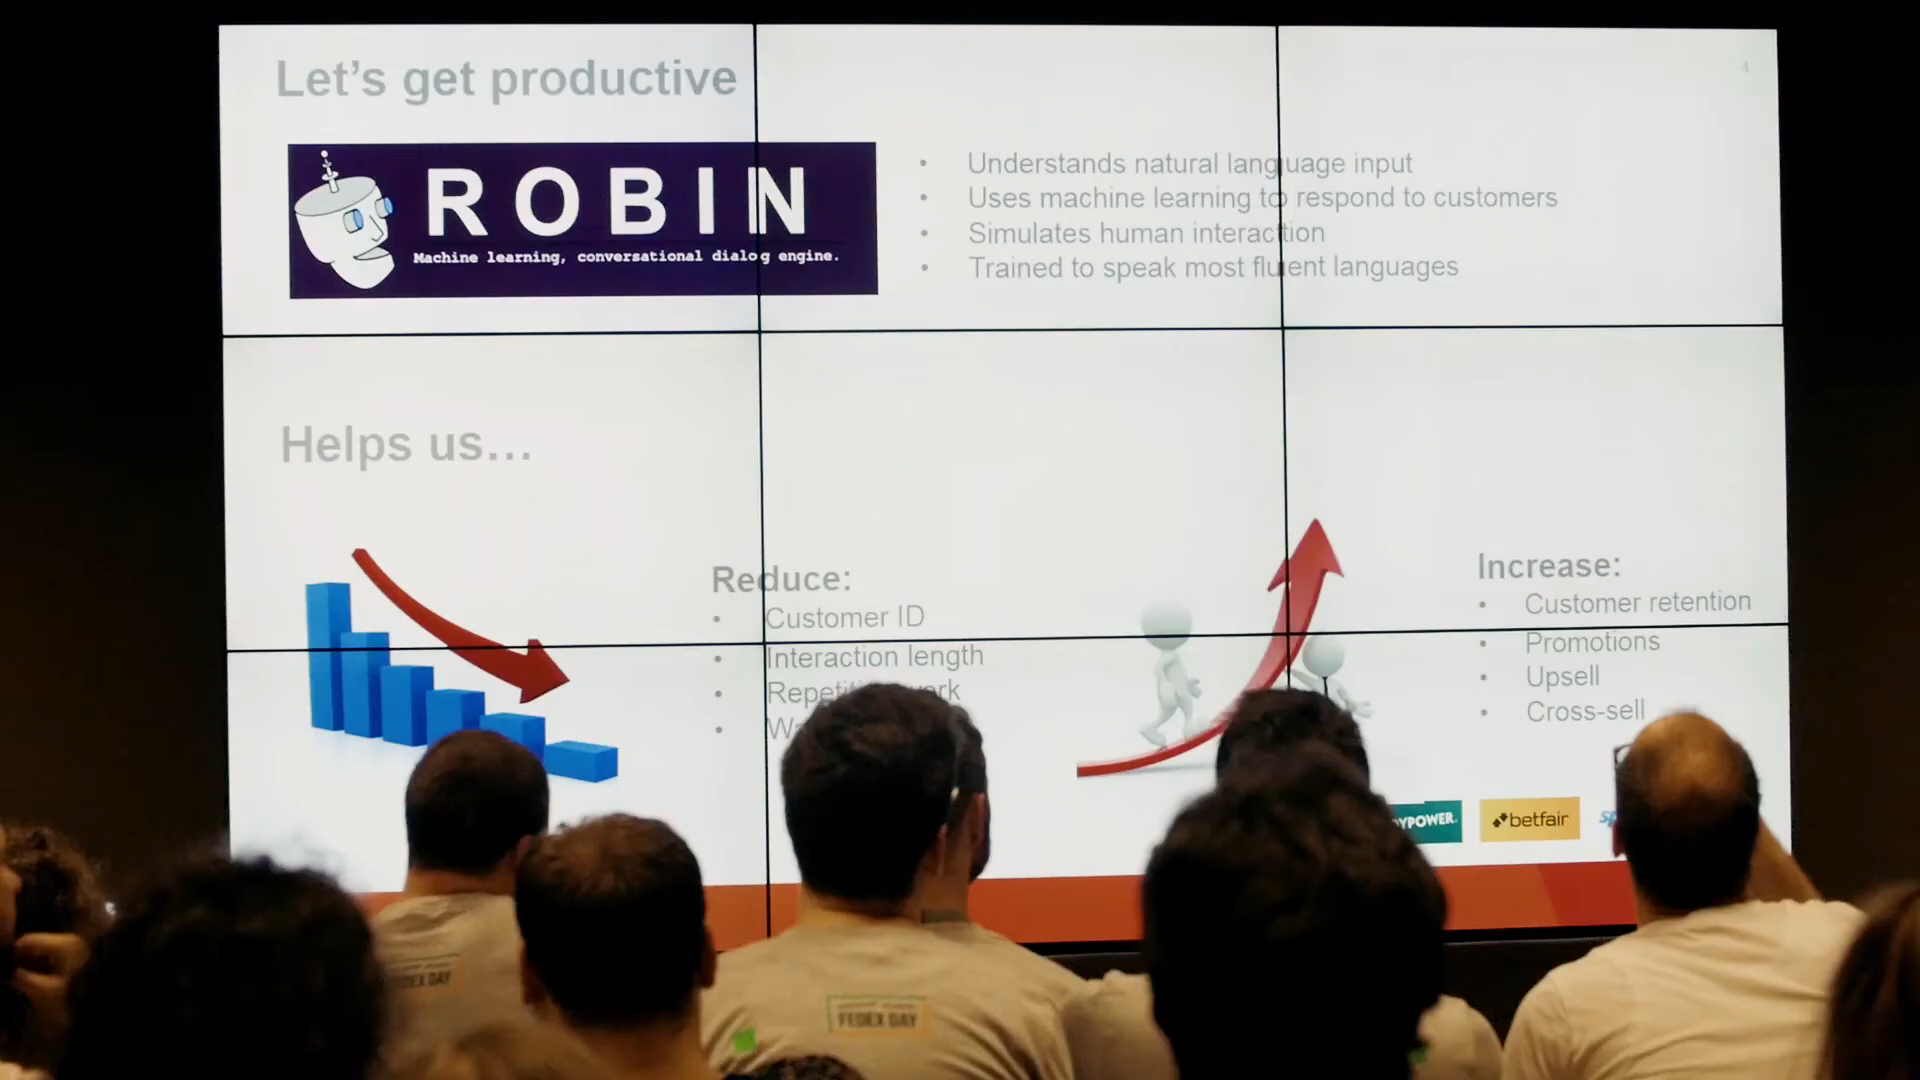 Let's get productive
4
ROBIN
Machine learning, conversational dialog engine.
• Understands natural language input
• Uses machine learning to respond to customers
• Simulates human interaction
• Trained to speak most fluent languages
Helps us...
Reduce:
• Customer ID
• Interaction length
•
•
Increase:
• Customer retention
• Promotions
• Upsell
• Cross-sell
betfair
FEDEX DAY